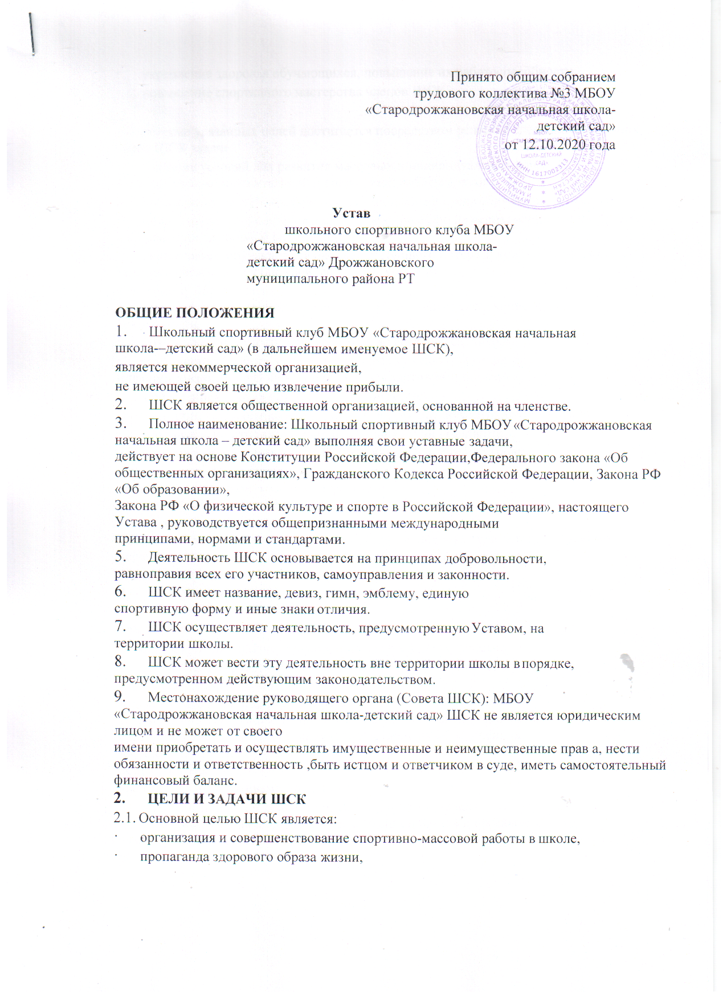 Принято общим собранием
трудового коллектива №3 МБОУ
«Стародрожжановская начальная школа-
детский сад»
от 12.10.2020 года
ШКОЛА-ДЕТСКИЙ
САД»
ИНН 1617002313
Устав
школьного спортивного клуба МБОУ
«Стародрожжановская начальная школа-
детский сад» Дрожжановского
муниципального района РТ
ОБЩИЕ ПОЛОЖЕНИЯ
1. Школьный спортивный клуб МБОУ «Стародрожжановская начальная
школа-–детский сад» (в дальнейшем именуемое ШСК),
является некоммерческой организацией,
не имеющей своей целью извлечение прибыли.
2. ШСК является общественной организацией, основанной на членстве.
3. Полное наименование: Школьный спортивный клуб МБОУ «Стародрожжановская
начальная школа – детский сад» выполняя свои уставные задачи,
действует на основе Конституции Российской Федерации,Федерального закона «Об
общественных организациях», Гражданского Кодекса Российской Федерации, Закона РФ
«Об образовании»,
Закона РФ «О физической культуре и спорте в Российской Федерации», настоящего
Устава , руководствуется общепризнанными международными
принципами, нормами и стандартами.
5. Деятельность ШСК основывается на принципах добровольности,
равноправия всех его участников, самоуправления и законности.
6. ШСК имеет название, девиз, гимн, эмблему, единую
спортивную форму и иные знаки отличия.
7. ШСК осуществляет деятельность, предусмотренную Уставом, на
территории школы.
8. ШСК может вести эту деятельность вне территории школы в порядке,
предусмотренном действующим законодательством.
9. Местонахождение руководящего органа (Совета ШСК): МБОУ
«Стародрожжановская начальная школа-детский сад» ШСК не является юридическим
лицом и не может от своего
имени приобретать и осуществлять имущественные и неимущественные прав а, нести
обязанности и ответственность ,быть истцом и ответчиком в суде, иметь самостоятельный
финансовый баланс.
2. ЦЕЛИ И ЗАДАЧИ ШСК
2.1. Основной целью ШСК является:
· организация и совершенствование спортивно-массовой работы в школе,
· пропаганда здорового образа жизни,